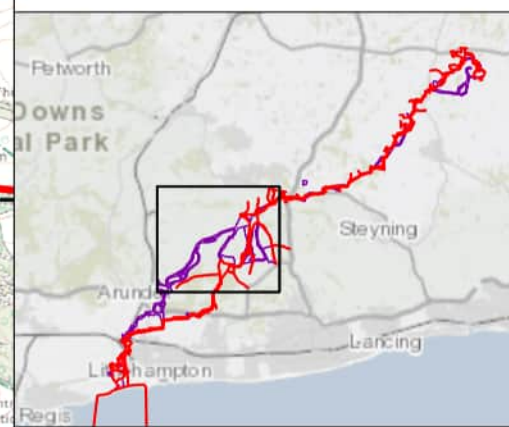 Petworth
Downs
al Park
Steyning
Arundel
Lancing
Littlehampton
Regis